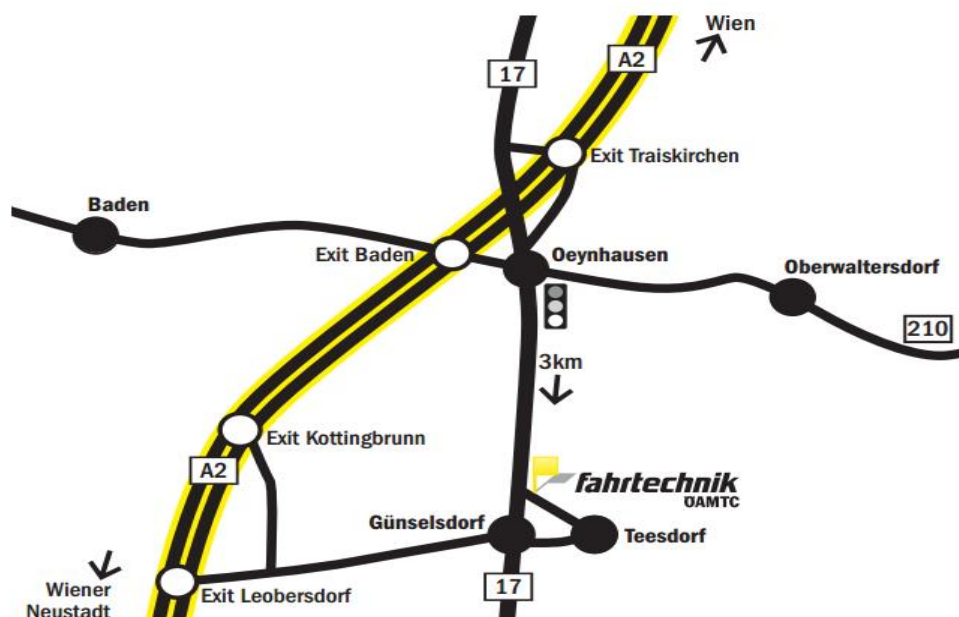 Wien
A2
17
Exit Traiskirchen
Baden
Exit Baden
Oeynhausen
Oberwaltersdorf
210
3km
Exit Kottingbrunn
A2
fahrtechnik
ÖAMTC
Günselsdorf
Teesdorf
Wiener
Neustadt
Exit Leobersdorf
17